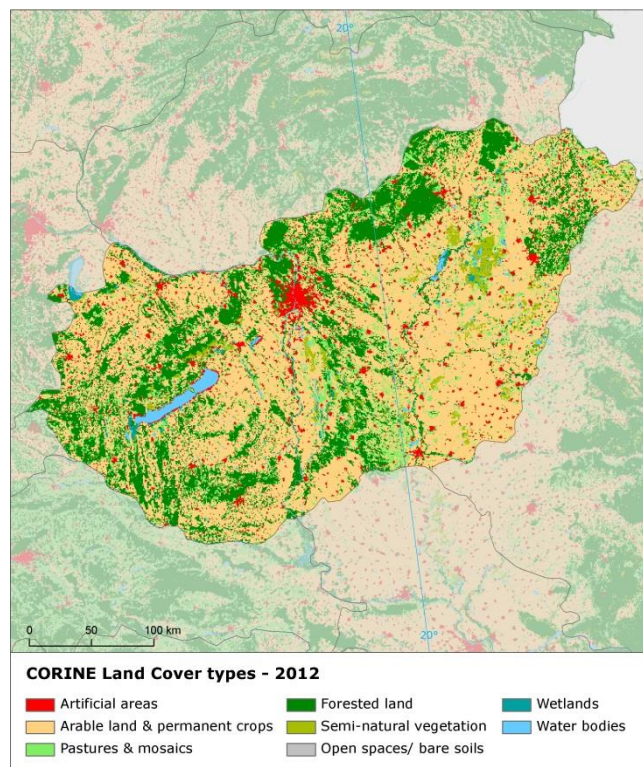 20°
20°
0 50 100 km
CORINE Land Cover types - 2012
Artificial areas
Forested land
Wetlands
Arable land & permanent crops
Semi-natural vegetation
Water bodies
Pastures & mosaics
Open spaces/ bare soils